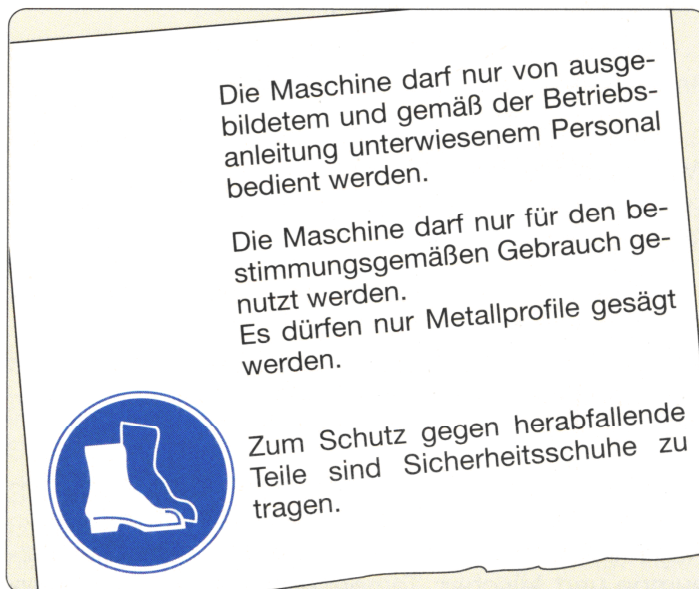 Die Maschine darf nur von ausge-
bildetem und gemäß der Betriebs-
anleitung unterwiesenem Personal
bedient werden.
Die Maschine darf nur für den be-
stimmungsgemäßen Gebrauch ge-
nutzt werden.
Es dürfen nur Metallprofile gesägt
werden.
Zum Schutz gegen herabfallende
Teile sind Sicherheitsschuhe zu
tragen.